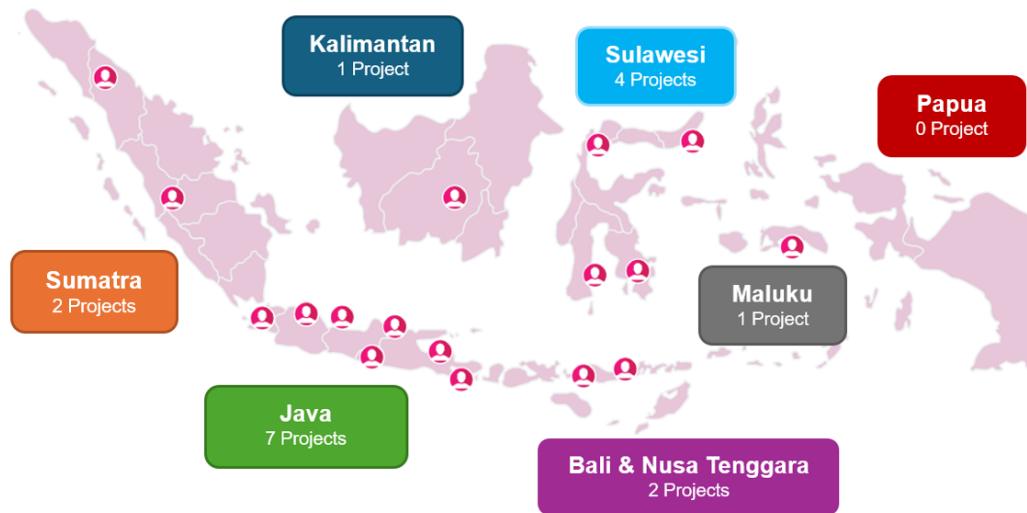 Kalimantan
1 Project
Sulawesi
4 Projects
Papua
0 Project
Sumatra
2 Projects
Maluku
1 Project
Java
7 Projects
Bali & Nusa Tenggara
2 Projects